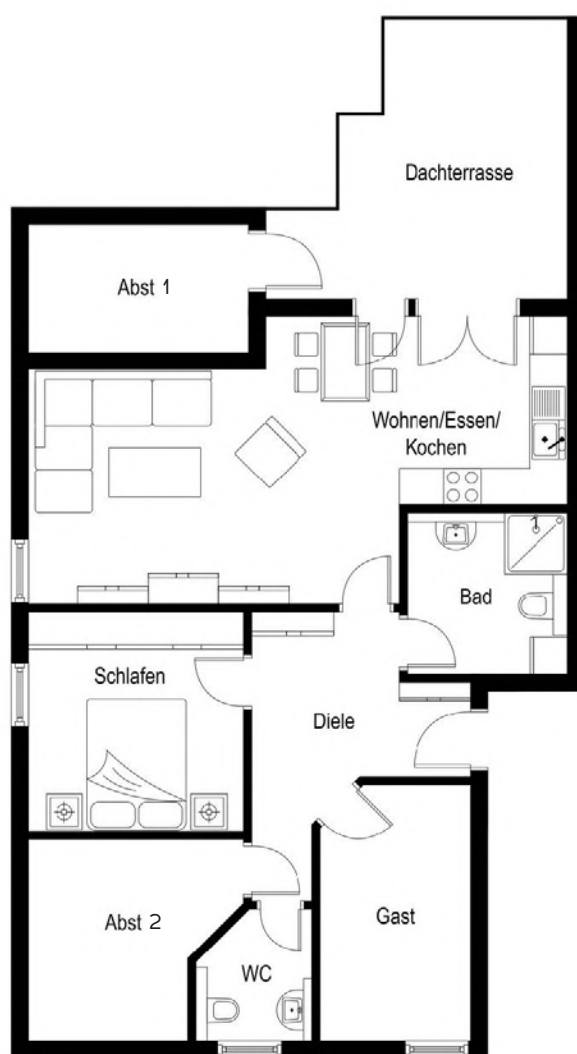 Dachterrasse
Abst 1
Wohnen/Essen/
Kochen
Bad
Schlafen
Diele
Abst 2
Gast
WC